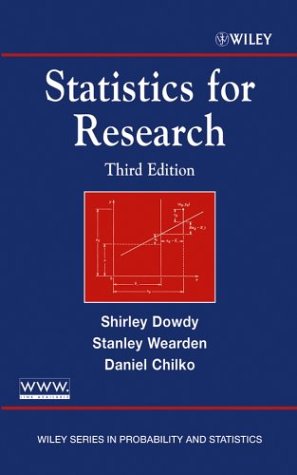 WILEY
Statistics for
Research
Third Edition
Shirley Dowdy
Stanley Wearden
Daniel Chilko
www.
WILEY SERIES IN PROBABILITY AND STATISTICS